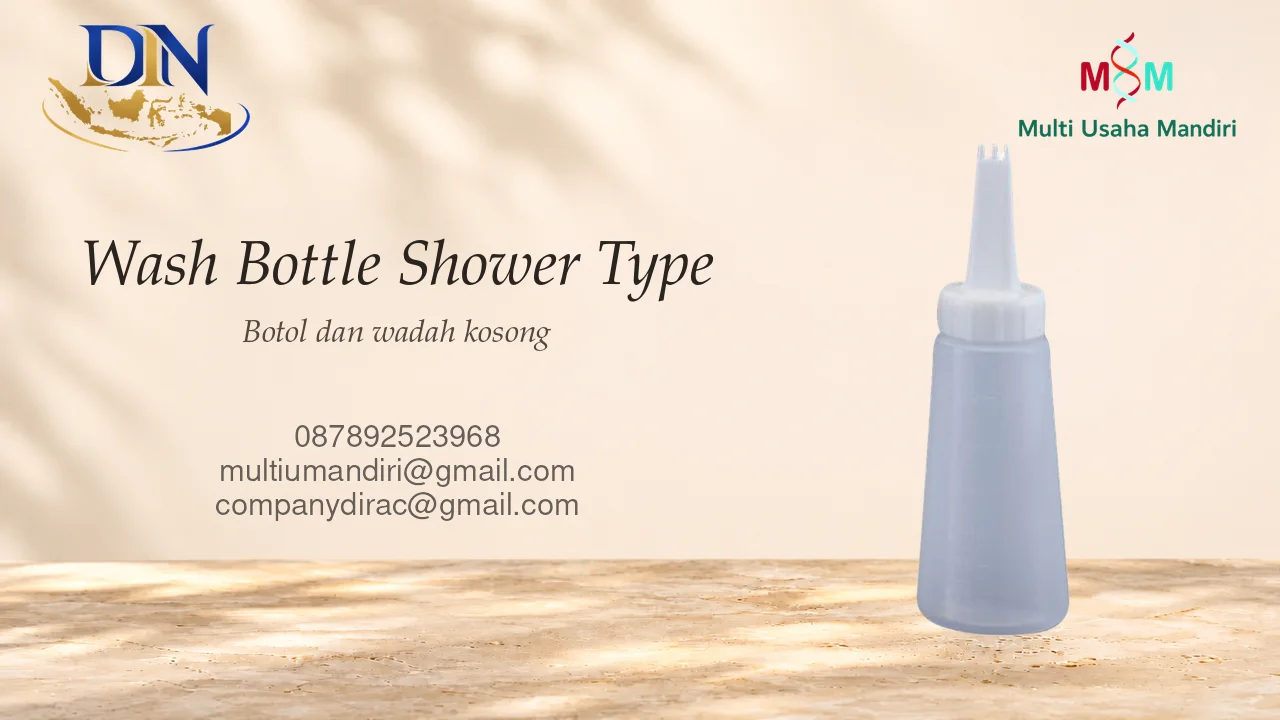 DIN
MSM
Multi Usaha Mandiri
Wash Bottle Shower Type
Botol dan wadah kosong
087892523968
multiumandiri@gmail.com
companydirac@gmail.com